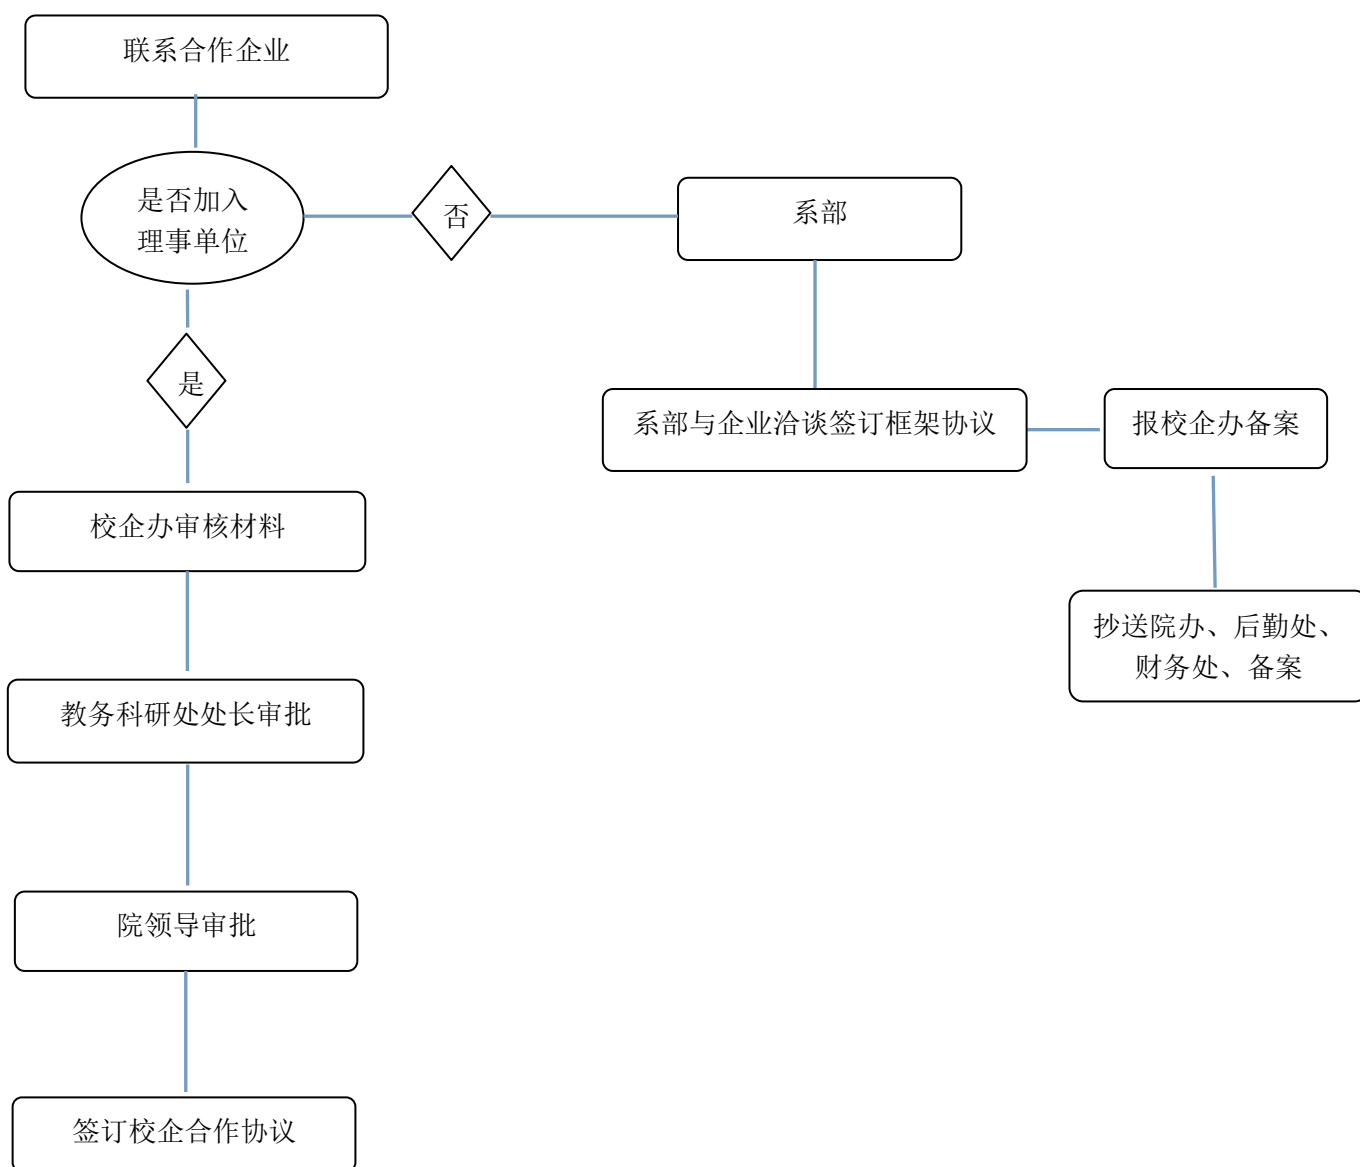 联系合作企业
是否加入
理事单位
否
系部
是
系部与企业洽谈签订框架协议
报校企办备案
校企办审核材料
抄送院办、后勤处、
财务处、备案
教务科研处处长审批
院领导审批
签订校企合作协议